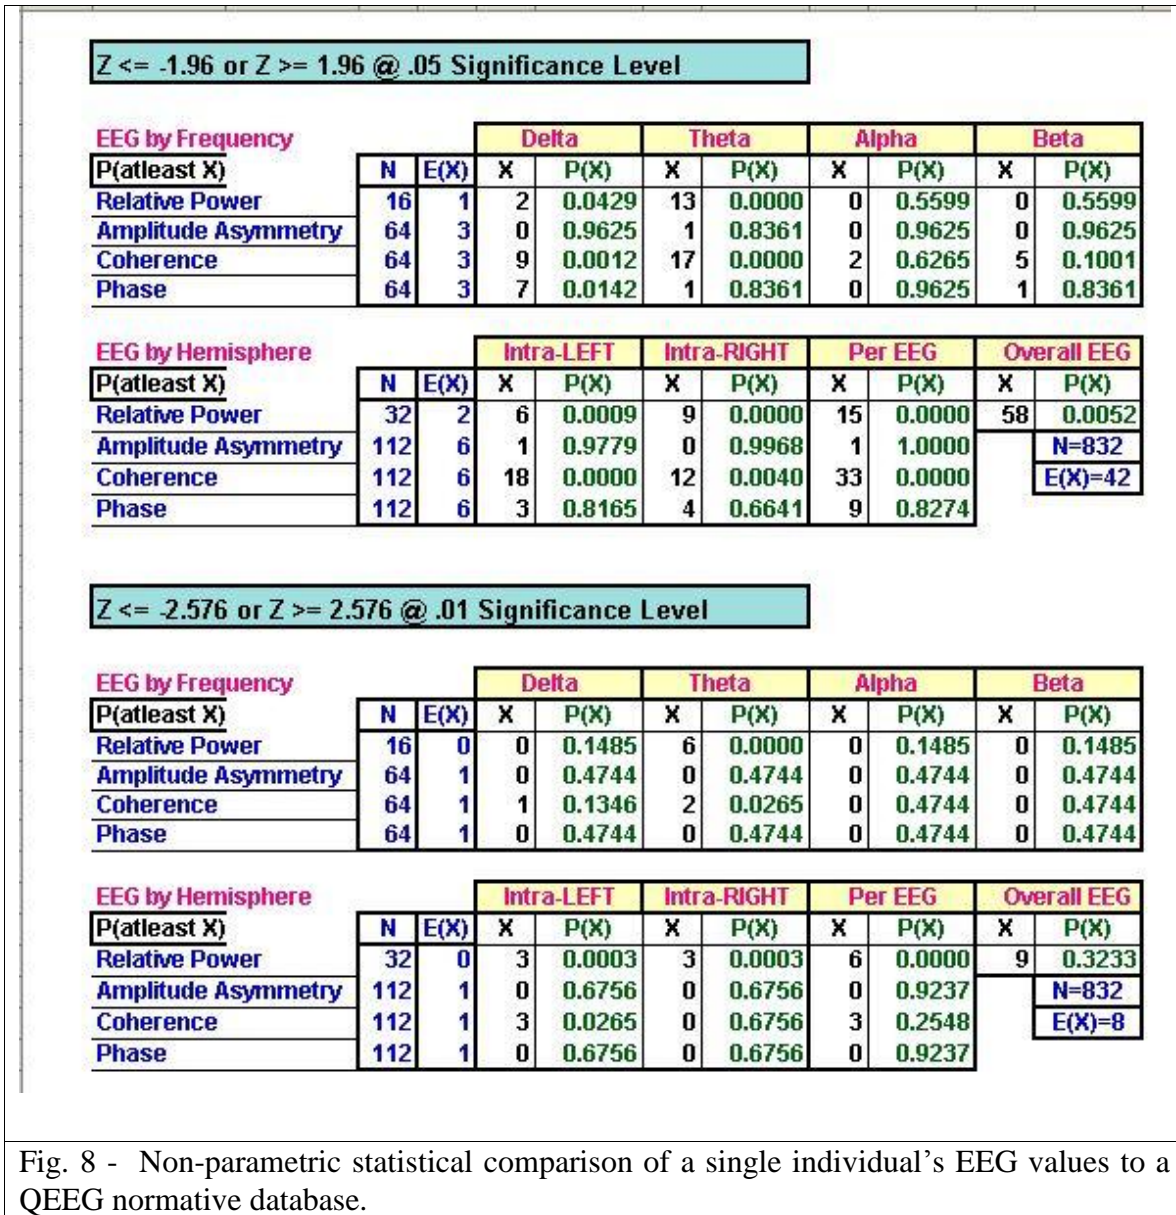 Z <= -1.96 or Z >= 1.96 @ .05 Significance Level
EEG by Frequency Delta Theta Alpha Beta
P(atleast X) N E(X) X P(X) X P(X) X P(X) X P(X)
Relative Power 16 1 2 0.0429 13 0.0000 0 0.5599 0 0.5599
Amplitude Asymmetry 64 3 0 0.9625 1 0.8361 0 0.9625 0 0.9625
Coherence 64 3 9 0.0012 17 0.0000 2 0.6265 5 0.1001
Phase 64 3 7 0.0142 1 0.8361 0 0.9625 1 0.8361
EEG by Hemisphere Intra-LEFT Intra-RIGHT Per EEG Overall EEG
P(atleast X) N E(X) X P(X) X P(X) X P(X) X P(X)
Relative Power 32 2 6 0.0009 9 0.0000 15 0.0000 58 0.0052
Amplitude Asymmetry 112 6 1 0.9779 0 0.9968 1 1.0000 N=832
Coherence 112 6 18 0.0000 12 0.0040 33 0.0000 E(X)=42
Phase 112 6 3 0.8165 4 0.6641 9 0.8274
Z <= -2.576 or Z >= 2.576 @ .01 Significance Level
EEG by Frequency Delta Theta Alpha Beta
P(atleast X) N E(X) X P(X) X P(X) X P(X) X P(X)
Relative Power 16 0 0 0.1485 6 0.0000 0 0.1485 0 0.1485
Amplitude Asymmetry 64 1 0 0.4744 0 0.4744 0 0.4744 0 0.4744
Coherence 64 1 1 0.1346 2 0.0265 0 0.4744 0 0.4744
Phase 64 1 0 0.4744 0 0.4744 0 0.4744 0 0.4744
EEG by Hemisphere Intra-LEFT Intra-RIGHT Per EEG Overall EEG
P(atleast X) N E(X) X P(X) X P(X) X P(X) X P(X)
Relative Power 32 0 3 0.0003 3 0.0003 6 0.0000 9 0.3233
Amplitude Asymmetry 112 1 0 0.6756 0 0.6756 0 0.9237 N=832
Coherence 112 1 3 0.0265 0 0.6756 3 0.2548 E(X)=8
Phase 112 1 0 0.6756 0 0.6756 0 0.9237
Fig. 8 - Non-parametric statistical comparison of a single individual's EEG values to a
QEEG normative database.